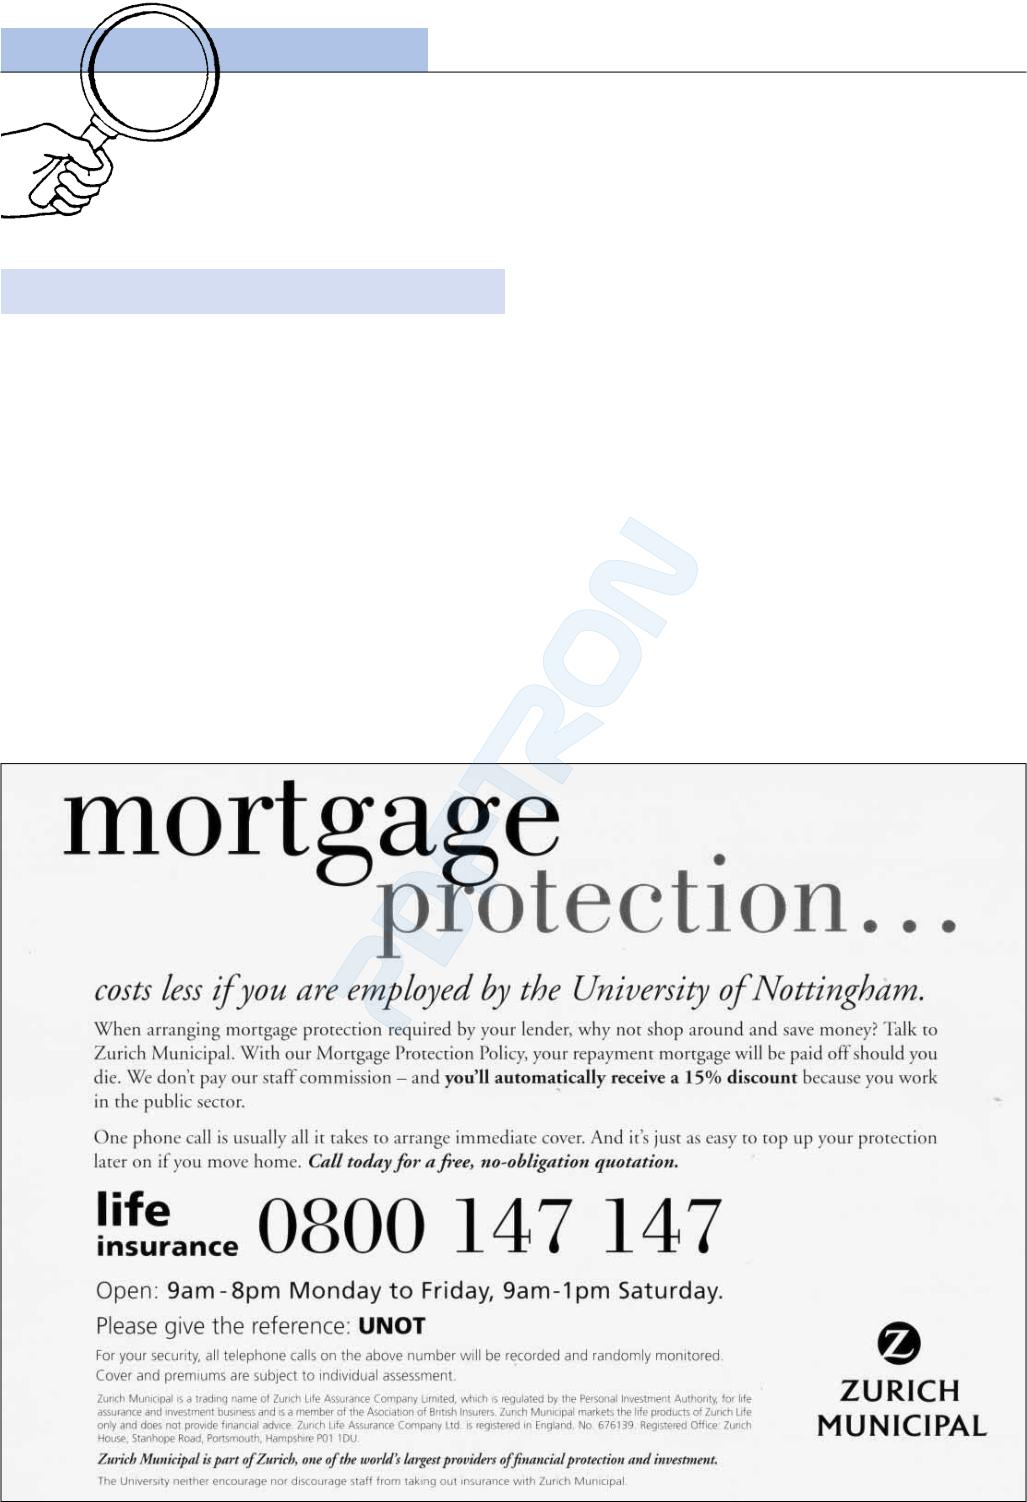 mortgage
protection...
costs less if you are employed by the University of Nottingham.
When arranging mortgage protection required by your lender, why not shop around and save money? Talk to
Zurich Municipal. With our Mortgage Protection Policy, your repayment mortgage will be paid off should you
die. We don't pay our staff commission – and you'll automatically receive a 15% discount because you work
in the public sector.
One phone call is usually all it takes to arrange immediate cover. And it's just as easy to top up your protection
later on if you move home. Call today for a free, no-obligation quotation.
life
insurance
0800 147 147
Open: 9am - 8pm Monday to Friday, 9am-1pm Saturday.
Please give the reference: UNOT
For your security, all telephone calls on the above number will be recorded and randomly monitored.
Cover and premiums are subject to individual assessment.
Zurich Municipal is a trading name of Zurich Life Assurance Company Limited, which is regulated by the Personal Investment Authority, for life
assurance and investment business and is a member of the Asociation of British Insurers. Zurich Municipal markets the life products of Zurich Life
only and does not provide financial advice. Zurich Life Assurance Company Ltd. is registered in England. No. 676139. Registered Office: Zurich
House, Stanhope Road, Portsmouth, Hampshire P01 1DU.
Zurich Municipal is part of Zurich, one of the world's largest providers of financial protection and investment.
The University neither encourage nor discourage staff from taking out insurance with Zurich Municipal.
Z
ZURICH
MUNICIPAL
PDFTRON